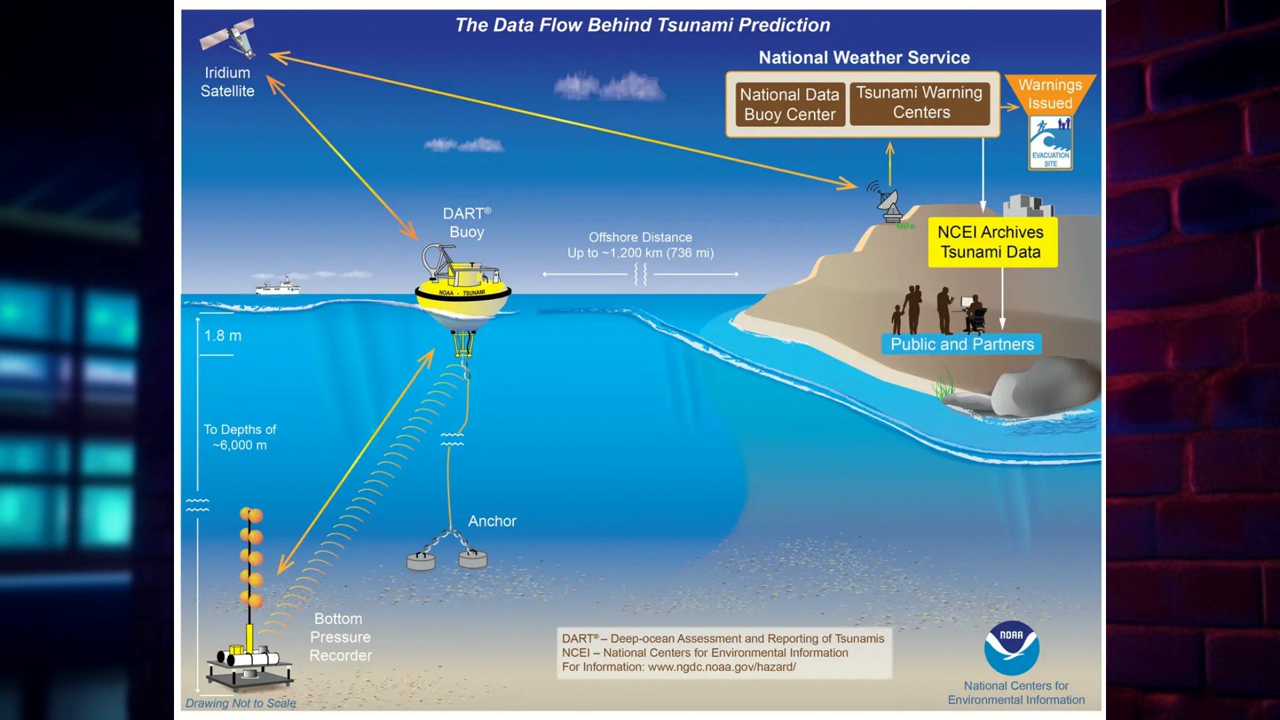 The Data Flow Behind Tsunami Prediction
Iridium
Satellite
National Weather Service
National Data
Buoy Center
Tsunami Warning
Centers
Warnings
Issued
EVACUATION
SITE
DART®
Buoy
Offshore Distance
Up to ~1,200 km (736 mi)
NCEI Archives
Tsunami Data
NOAA - TSUNAMI
1.8 m
Public and Partners
To Depths of
~6,000 m
Anchor
Bottom
Pressure
Recorder
DART® – Deep-ocean Assessment and Reporting of Tsunamis
NCEI – National Centers for Environmental Information
For Information: www.ngdc.noaa.gov/hazard/
NOAA
National Centers for
Environmental Information
Drawing Not to Scale